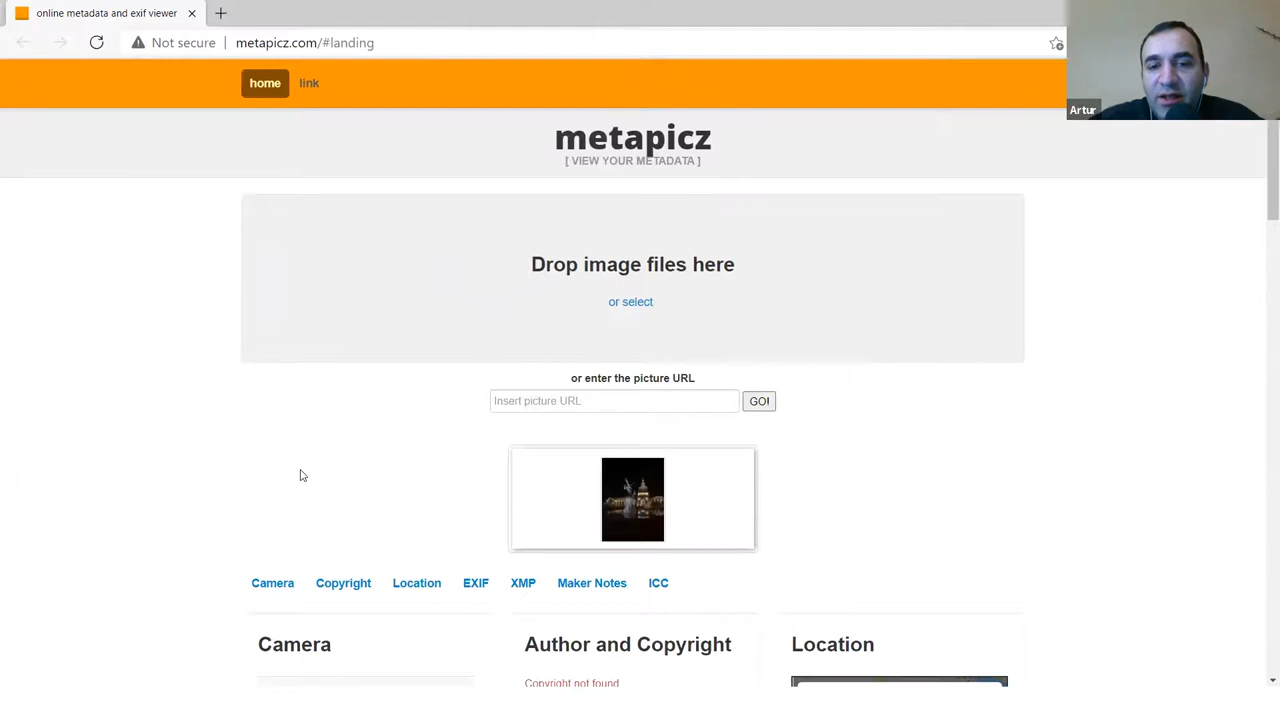 online metadata and exif viewer
Not secure
metapicz.com/#landing
home
link
Artur
metapicz
[ VIEW YOUR METADATA ]
Drop image files here
or select
or enter the picture URL
Insert picture URL
GO!
Camera
Copyright
Location
EXIF
XMP
Maker Notes
ICC
Camera
Author and Copyright
Location
Copyright not found